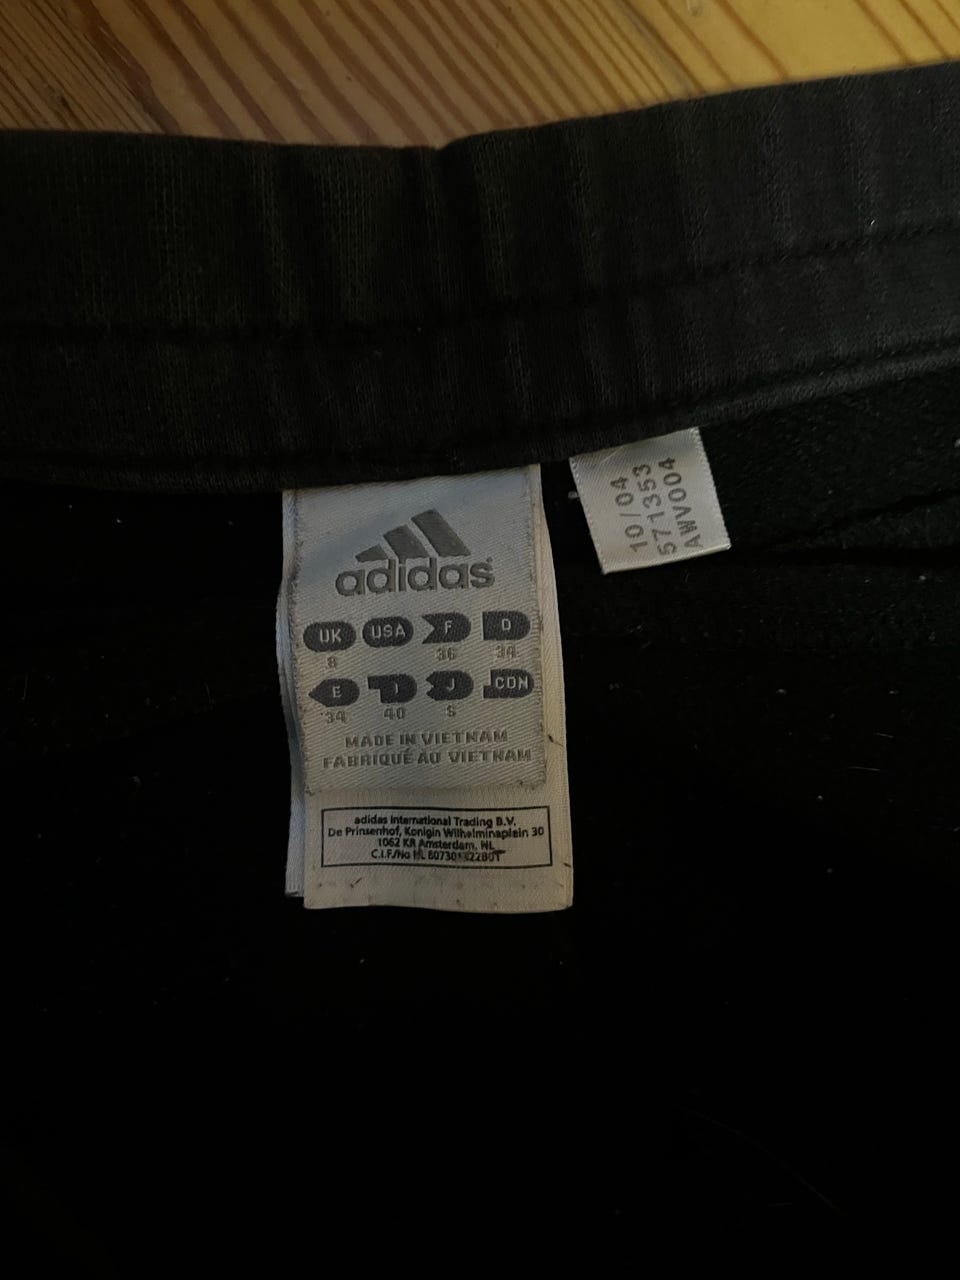 adidas
UK USA F D
8 36 34
E I J CDN
34 40 S
MADE IN VIETNAM
FABRIQUÉ AU VIETNAM
adidas International Trading B.V.
De Prinsenhof, Konigin Wilhelminaplein 30
1062 KR Amsterdam, NL
C.I.F./No
10/04
571353
AWV004